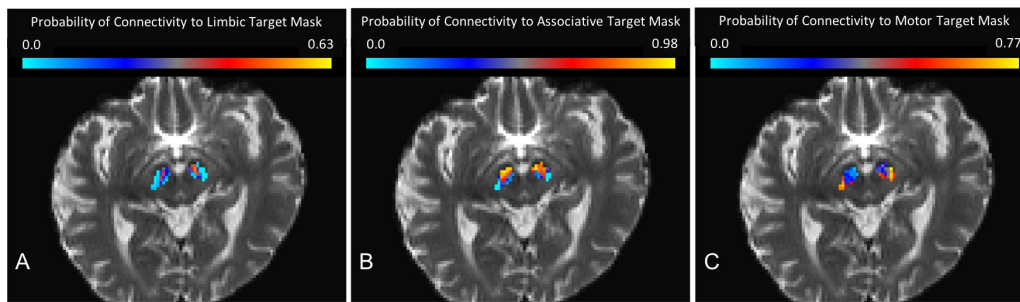 Probability of Connectivity to Limbic Target Mask
0.0 0.63
A
Probability of Connectivity to Associative Target Mask
0.0 0.98
B
Probability of Connectivity to Motor Target Mask
0.0 0.77
C